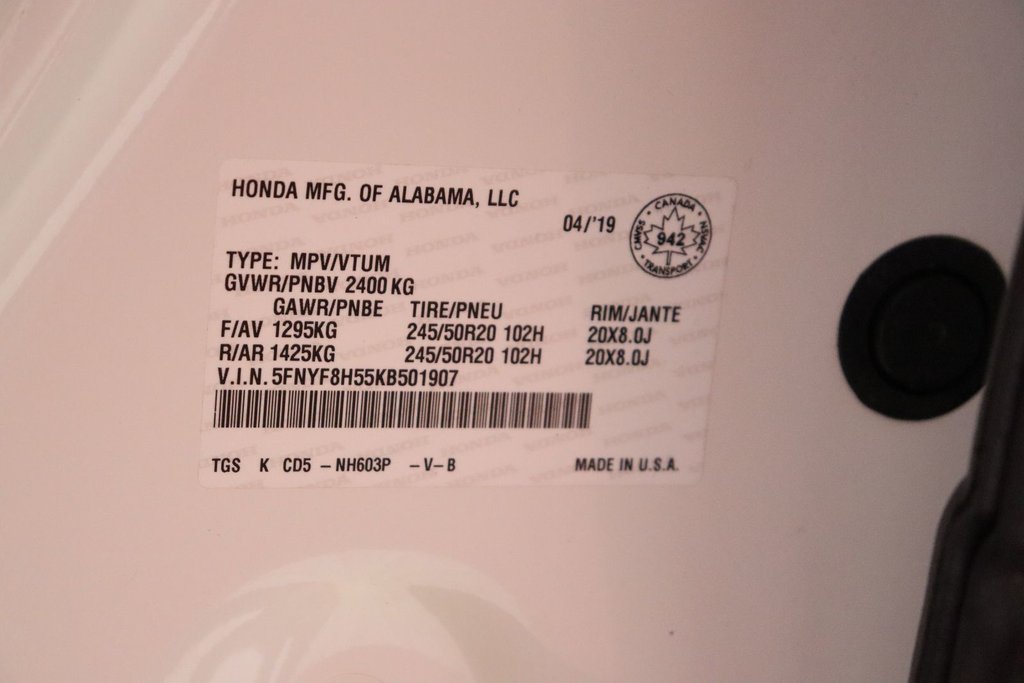 HONDA MFG. OF ALABAMA, LLC
04/'19
CANADA
CMVSS 942 NSVAC
TRANSPORT
TYPE: MPV/VTUM
GVWR/PNBV 2400 KG
GAWR/PNBE TIRE/PNEU RIM/JANTE
F/AV 1295KG 245/50R20 102H 20X8.0J
R/AR 1425KG 245/50R20 102H 20X8.0J
V.I.N. 5FNYF8H55KB501907
TGS K CD5 – NH603P – V – B MADE IN U.S.A.